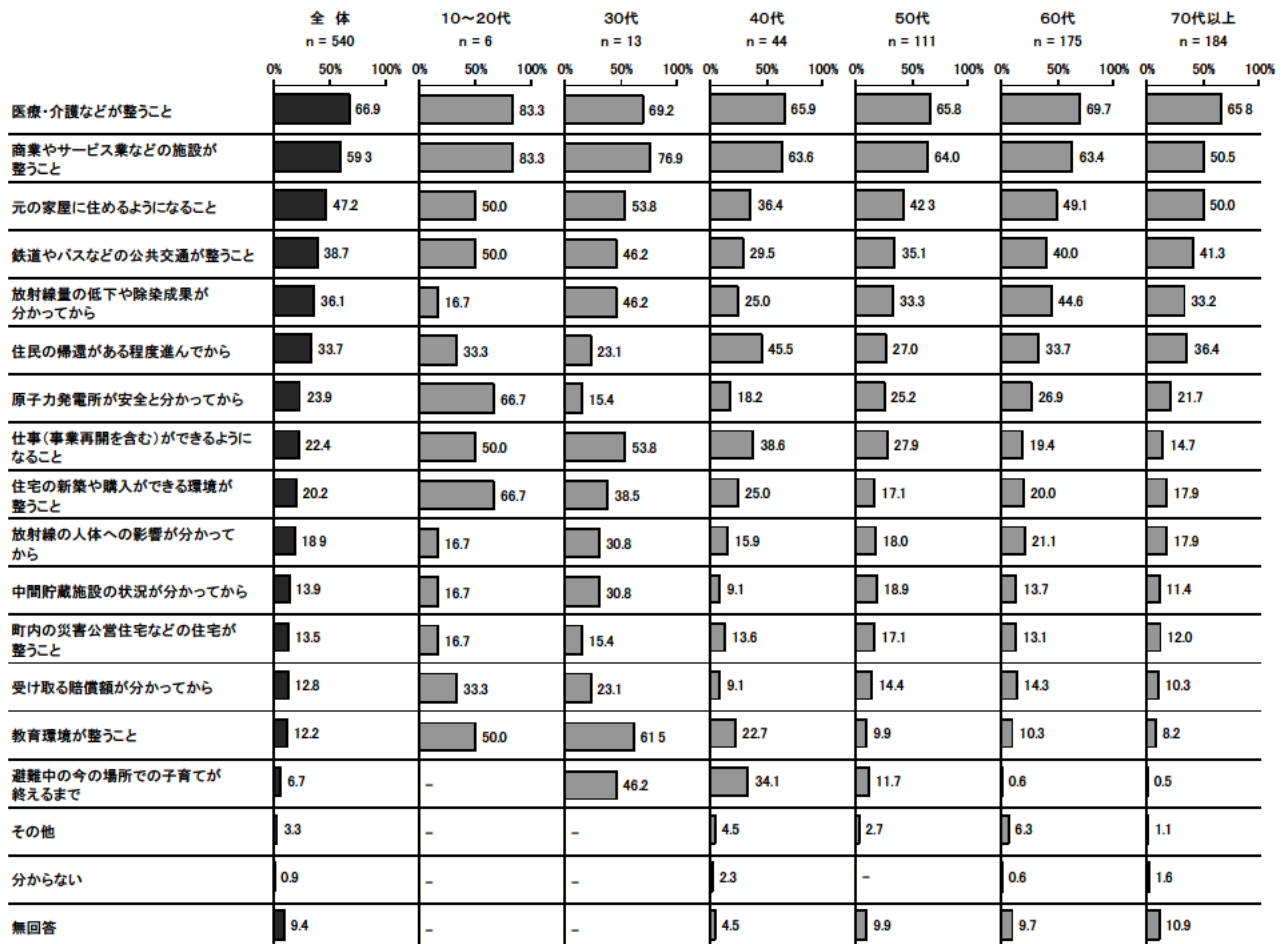 全 体 10～20代 30代 40代 50代 60代 70代以上
n = 540 n = 6 n = 13 n = 44 n = 111 n = 175 n = 184
0% 50% 100% 0% 50% 100% 0% 50% 100% 0% 50% 100% 0% 50% 100% 0% 50% 100% 0% 50% 100%
医療・介護などが整うこと 66.9 83.3 69.2 65.9 65.8 69.7 65 8
商業やサービス業などの施設が
整うこと 59 3 83.3 76.9 63.6 64.0 63.4 50.5
元の家屋に住めるようになること 47.2 50.0 53.8 36.4 42 3 49.1 50.0
鉄道やバスなどの公共交通が整うこと 38.7 50.0 46.2 29.5 35.1 40.0 41.3
放射線量の低下や除染成果が
分かってから 36.1 16.7 46.2 25.0 33.3 44.6 33.2
住民の帰還がある程度進んでから 33.7 33.3 23.1 45.5 27.0 33.7 36.4
原子力発電所が安全と分かってから 23.9 66.7 15.4 18.2 25.2 26.9 21.7
仕事（事業再開を含む）ができるように
なること 22.4 50.0 53.8 38.6 27.9 19.4 14.7
住宅の新築や購入ができる環境が
整うこと 20.2 66.7 38.5 25.0 17.1 20.0 17.9
放射線の人体への影響が分かって
から 18 9 16.7 30.8 15.9 18.0 21.1 17.9
中間貯蔵施設の状況が分かってから 13.9 16.7 30.8 9.1 18.9 13.7 11.4
町内の災害公営住宅などの住宅が
整うこと 13.5 16.7 15.4 13.6 17.1 13.1 12.0
受け取る賠償額が分かってから 12.8 33.3 23.1 9.1 14.4 14.3 10.3
教育環境が整うこと 12.2 50.0 61 5 22.7 9.9 10.3 8.2
避難中の今の場所での子育てが
終えるまで 6.7 – 46.2 34.1 11.7 0.6 0.5
その他 3.3 – – 4.5 2.7 6.3 1.1
分からない 0.9 – – 2.3 – 0.6 1.6
無回答 9.4 – – 4.5 9.9 9.7 10.9